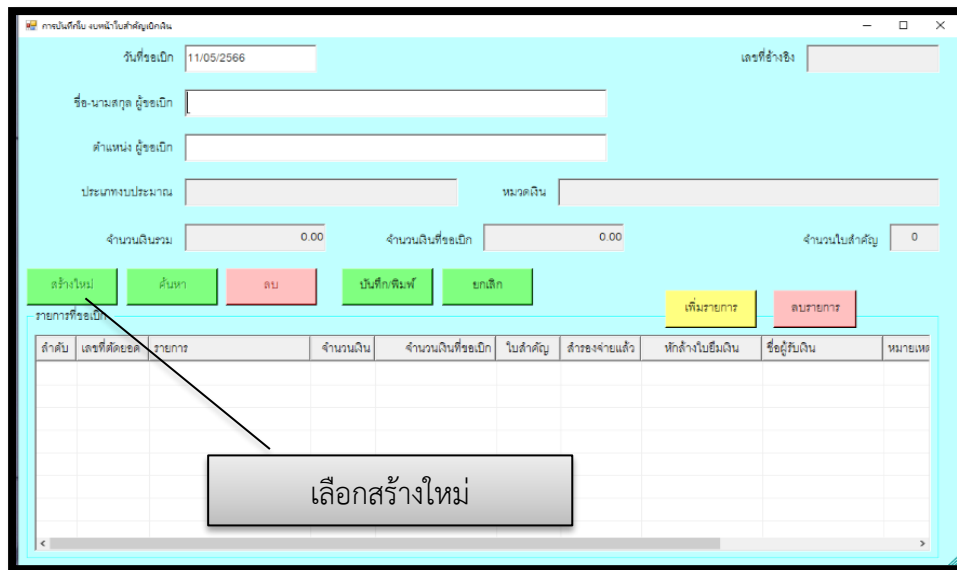 การบันทึกใบ งบหน้าใบสำคัญเบิกเงิน
วันที่ขอเบิก 11/05/2566 เลขที่อ้างอิง
ชื่อ-นามสกุล ผู้ขอเบิก
ตำแหน่ง ผู้ขอเบิก
ประเภทงบประมาณ หมวดเงิน
จำนวนเงินรวม 0.00 จำนวนเงินที่ขอเบิก 0.00 จำนวนใบสำคัญ 0
สร้างใหม่ ค้นหา ลบ บันทึก/พิมพ์ ยกเลิก เพิ่มรายการ ลบรายการ
รายการที่ขอเบิก
ลำดับ เลขที่ตัดยอด รายการ จำนวนเงิน จำนวนเงินที่ขอเบิก ใบสำคัญ สำรองจ่ายแล้ว หักล้างใบยืมเงิน ชื่อผู้รับเงิน หมายเหต
เลือกสร้างใหม่